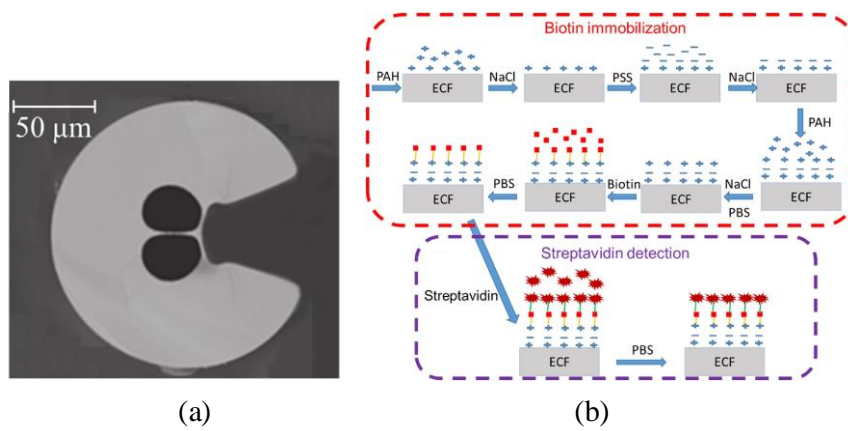 50 μm
(a)
Biotin immobilization
PAH
ECF
NaCl
ECF
PSS
ECF
NaCl
ECF
PAH
ECF
NaCl
PBS
ECF
Biotin
ECF
PBS
ECF
Streptavidin detection
Streptavidin
ECF
PBS
ECF
(b)